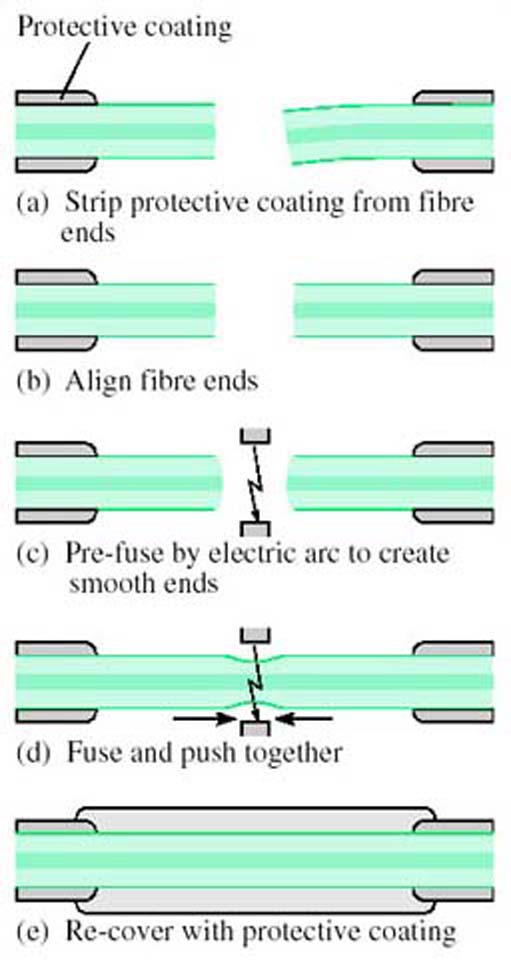 Protective coating
(a) Strip protective coating from fibre
ends
(b) Align fibre ends
(c) Pre-fuse by electric arc to create
smooth ends
(d) Fuse and push together
(e) Re-cover with protective coating